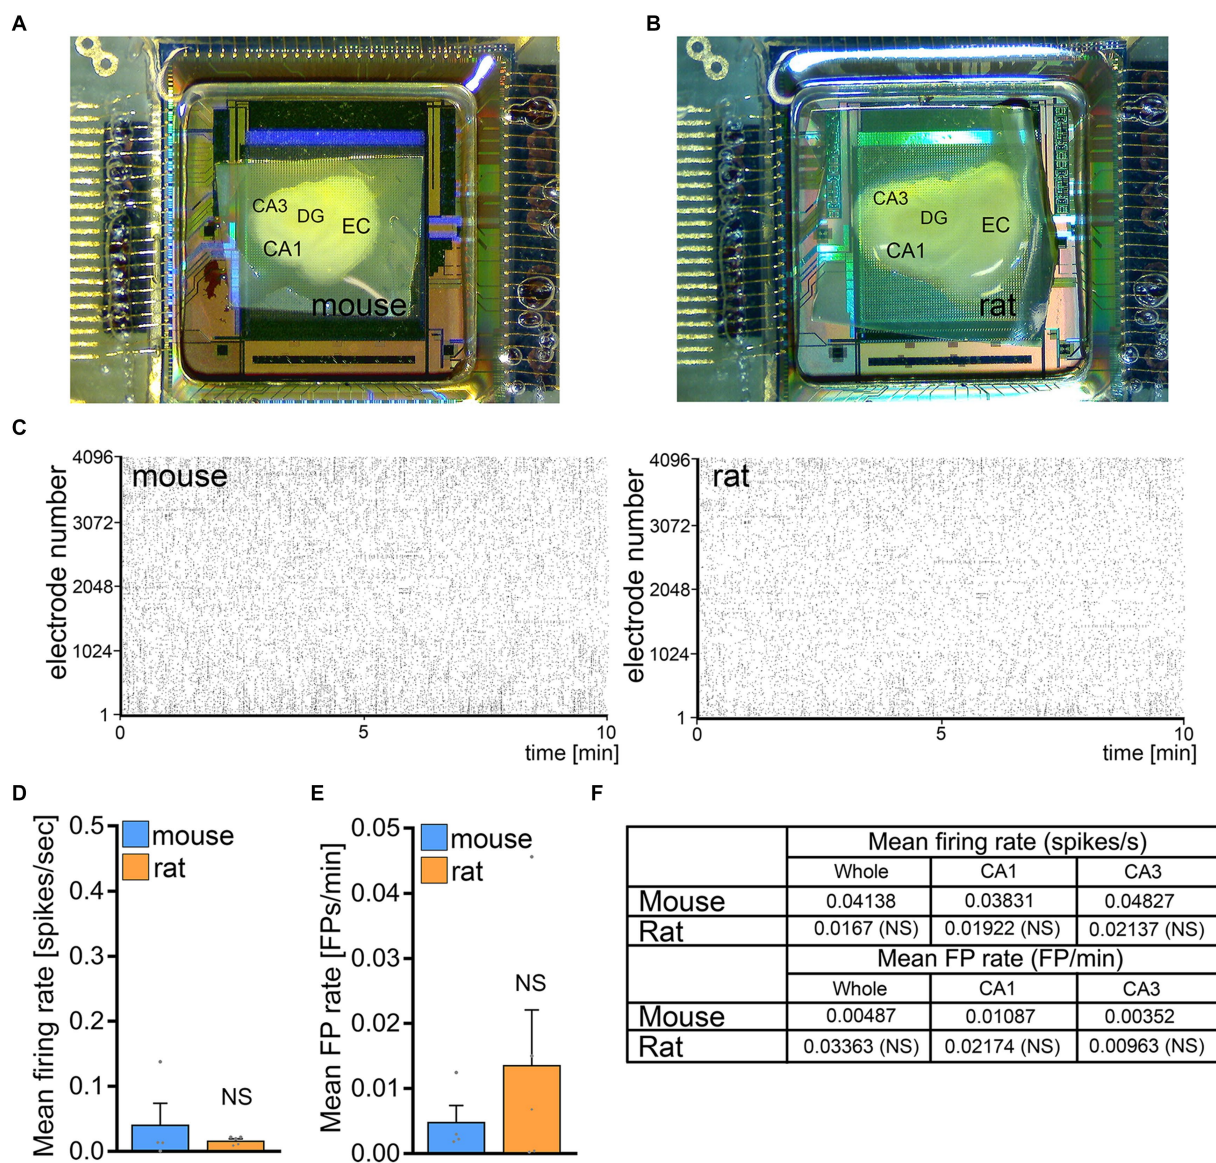 A
B
CA3
DG
EC
CA1
mouse
CA3
DG
EC
CA1
rat
C
mouse
electrode number
4096
3072
2048
1024
1
0
5
10
time [min]
rat
electrode number
4096
3072
2048
1024
1
0
5
10
time [min]
D
Mean firing rate [spikes/sec]
0.5
0.4
0.3
0.2
0.1
0.0
mouse
rat
NS
E
Mean FP rate [FPs/min]
0.05
0.04
0.03
0.02
0.01
0.00
mouse
rat
NS
F
Mean firing rate (spikes/s)
Whole CA1 CA3
Mouse 0.04138 0.03831 0.04827
Rat 0.0167 (NS) 0.01922 (NS) 0.02137 (NS)
Mean FP rate (FP/min)
Whole CA1 CA3
Mouse 0.00487 0.01087 0.00352
Rat 0.03363 (NS) 0.02174 (NS) 0.00963 (NS)